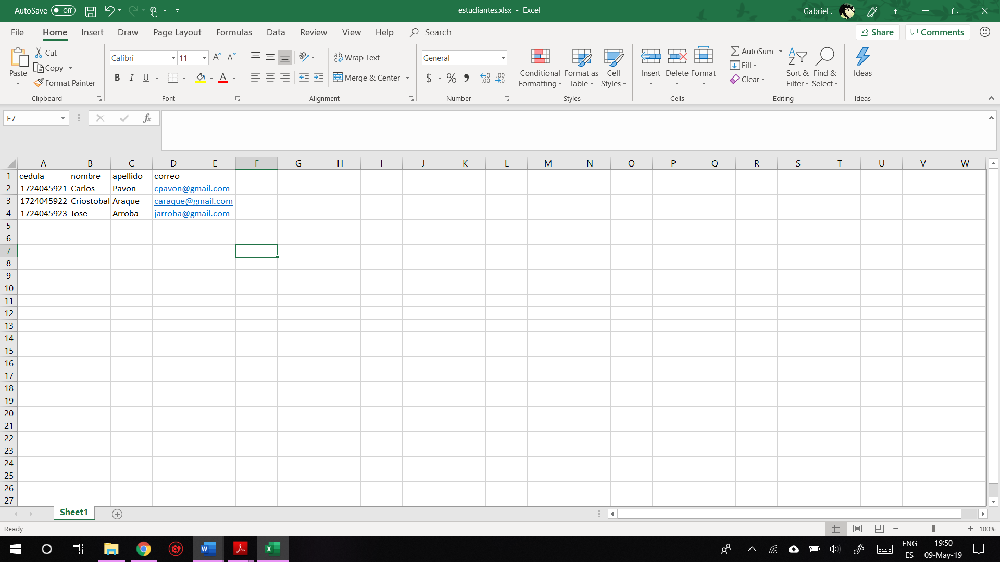 AutoSave Off estudiantes.xlsx - Excel Gabriel .
File Home Insert Draw Page Layout Formulas Data Review View Help Search Share Comments
Paste Cut Copy Format Painter Clipboard
Calibri 11 B I U Font
Wrap Text Merge & Center Alignment
General $ % Number
Conditional Formatting Format as Table Cell Styles Styles
Insert Delete Format Cells
AutoSum Fill Clear Sort & Filter Find & Select Editing
Ideas Ideas
F7 fx
A B C D E F G H I J K L M N O P Q R S T U V W
1 cedula nombre apellido correo
2 1724045921 Carlos Pavon cpavon@gmail.com
3 1724045922 Criostobal Araque caraque@gmail.com
4 1724045923 Jose Arroba jarroba@gmail.com
5
6
7
8
9
10
11
12
13
14
15
16
17
18
19
20
21
22
23
24
25
26
27
Sheet1
Ready 100%
ENG 19:50
ES 09-May-19